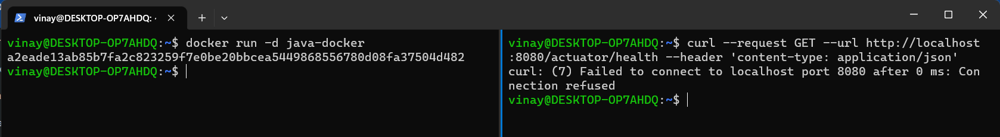 vinay@DESKTOP-OP7AHDQ: ~
vinay@DESKTOP-OP7AHDQ:~$ docker run -d java-docker
a2eade13ab85b7fa2c823259f7e0be20bbcea5449868556780d08fa37504d482
vinay@DESKTOP-OP7AHDQ:~$
vinay@DESKTOP-OP7AHDQ:~$ curl --request GET --url http://localhost
:8080/actuator/health --header 'content-type: application/json'
curl: (7) Failed to connect to localhost port 8080 after 0 ms: Con
nection refused
vinay@DESKTOP-OP7AHDQ:~$